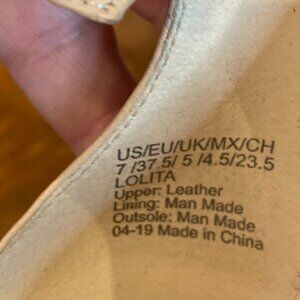 US/EU/UK/MX/CH
7 /37.5/ 5 /4.5/23.5
LOLITA
Upper: Leather
Lining: Man Made
Outsole: Man Made
04-19 Made in China